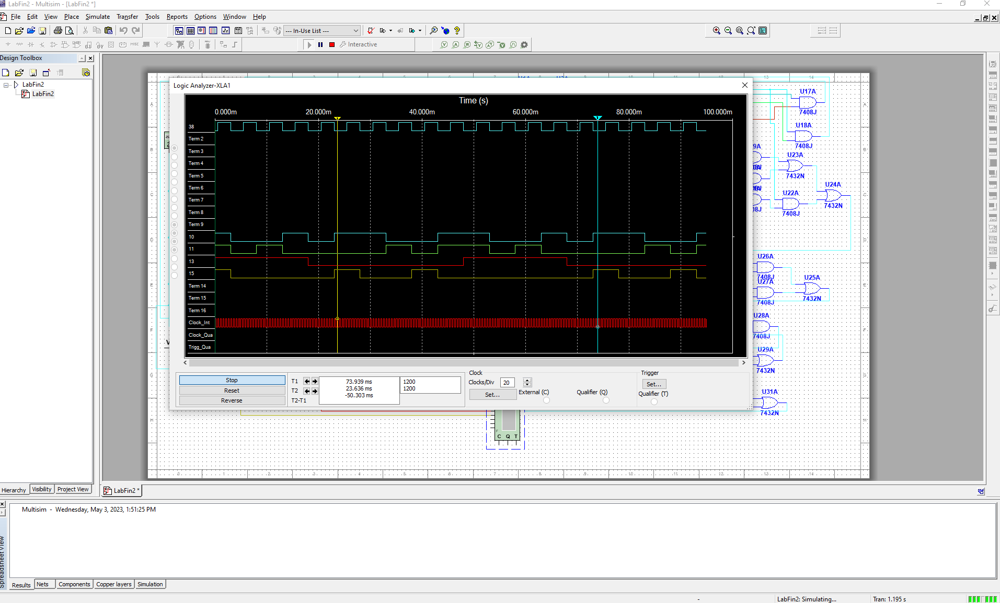 LabFin2 - Multisim - [LabFin2 *]
File Edit View Place Simulate Transfer Tools Reports Options Window Help
--- In-Use List ---
MISC
Interactive
Design Toolbox
LabFin2
LabFin2
Logic Analyzer-XLA1
Time (s)
0.000m 20.000m 40.000m 60.000m 80.000m 100.000m
38
Term 2
Term 3
Term 4
Term 5
Term 6
Term 7
Term 8
Term 9
10
11
13
15
Term 14
Term 15
Term 16
Clock_Int
Clock_Qua
Trigg_Qua
Stop
Reset
Reverse
T1
T2
T2-T1
73.939 ms
23.636 ms
-50.303 ms
1200
1200
Clock
Clocks/Div 20
Set...
External (C)
Qualifier (Q)
Trigger
Set...
Qualifier (T)
U17A
7408J
U18A
7408J
U23A
7432N
U24A
7432N
U22A
7408J
U26A
7408J
U27A
7408J
U25A
7432N
U28A
7408J
U29A
7432N
U31A
7432N
C Q T
Hierarchy Visibility Project View
LabFin2 *
Multisim - Wednesday, May 3, 2023, 1:51:25 PM
Spreadsheet View
Results Nets Components Copper layers Simulation
- LabFin2: Simulating... Tran: 1.195 s